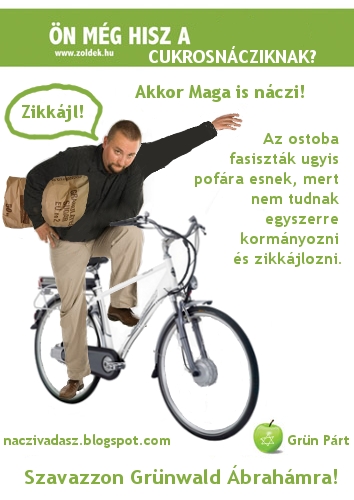 ÖN MÉG HISZ A
www.zoldek.hu
CUKROSNÁCZIKNAK?
Akkor Maga is náczi!
Zikkájl!
Az ostoba
fasiszták ugyis
pofára esnek, mert
nem tudnak
egyszerre
kormányozni
és zikkájlozni.
naczivadasz.blogspot.com
Grün Párt
Szavazzon Grünwald Ábrahámra!